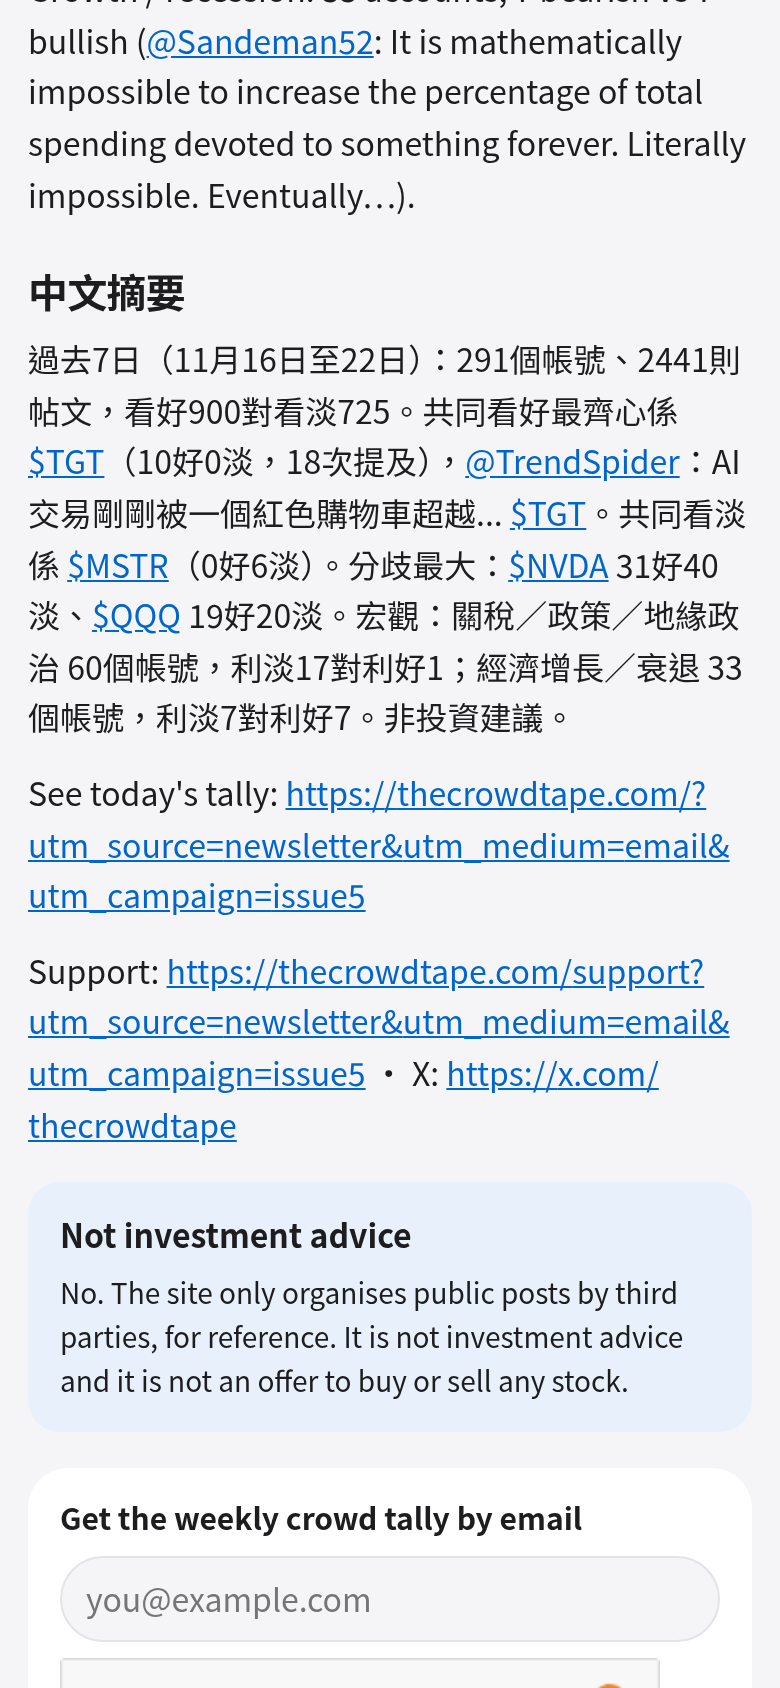 bullish (@Sandeman52: It is mathematically
impossible to increase the percentage of total
spending devoted to something forever. Literally
impossible. Eventually…).
中文摘要
過去7日（11月16日至22日）：291個帳號、2441則
帖文，看好900對看淡725。共同看好最齊心係
$TGT（10好0淡，18次提及），@TrendSpider：AI
交易剛剛被一個紅色購物車超越... $TGT。共同看淡
係 $MSTR（0好6淡）。分歧最大：$NVDA 31好40
淡、$QQQ 19好20淡。宏觀：關稅／政策／地緣政
治 60個帳號，利淡17對利好1；經濟增長／衰退 33
個帳號，利淡7對利好7。非投資建議。
See today's tally: https://thecrowdtape.com/?
utm_source=newsletter&utm_medium=email&
utm_campaign=issue5
Support: https://thecrowdtape.com/support?
utm_source=newsletter&utm_medium=email&
utm_campaign=issue5 · X: https://x.com/
thecrowdtape
Not investment advice
No. The site only organises public posts by third
parties, for reference. It is not investment advice
and it is not an offer to buy or sell any stock.
Get the weekly crowd tally by email
you@example.com